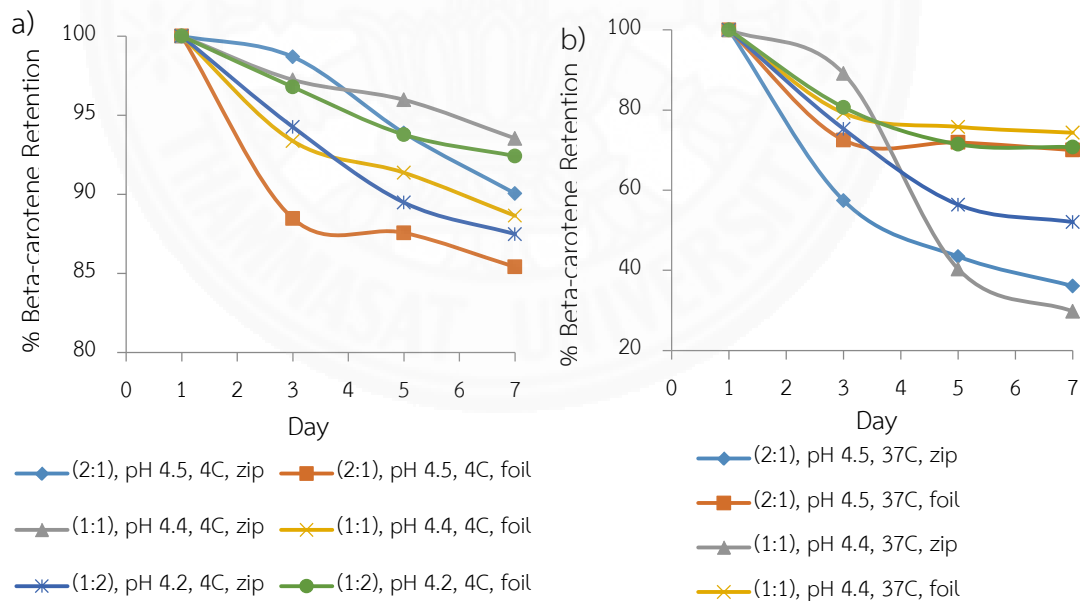 a)
% Beta-carotene Retention
100
95
90
85
80
0 1 2 3 4 5 6 7
Day
(2:1), pH 4.5, 4C, zip (2:1), pH 4.5, 4C, foil
(1:1), pH 4.4, 4C, zip (1:1), pH 4.4, 4C, foil
(1:2), pH 4.2, 4C, zip (1:2), pH 4.2, 4C, foil
b)
% Beta-carotene Retention
100
80
60
40
20
0 1 2 3 4 5 6 7
Day
(2:1), pH 4.5, 37C, zip
(2:1), pH 4.5, 37C, foil
(1:1), pH 4.4, 37C, zip
(1:1), pH 4.4, 37C, foil